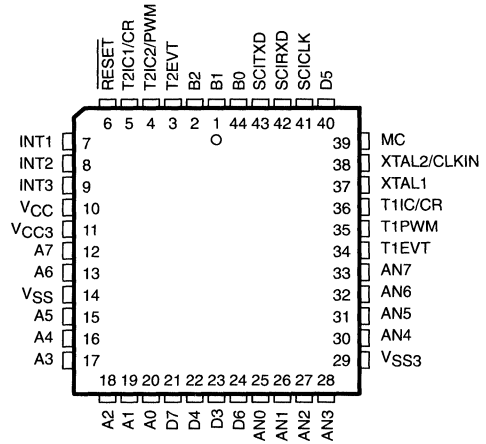 RESET T2IC1/CR T2IC2/PWM T2EVT B2 B1 B0 SCITXD SCIRXD SCICLK D5
6 5 4 3 2 1 44 43 42 41 40
INT1 7
INT2 8
INT3 9
VCC 10
VCC3 11
A7 12
A6 13
VSS 14
A5 15
A4 16
A3 17
39 MC
38 XTAL2/CLKIN
37 XTAL1
36 T1IC/CR
35 T1PWM
34 T1EVT
33 AN7
32 AN6
31 AN5
30 AN4
29 VSS3
18 19 20 21 22 23 24 25 26 27 28
A2 A1 A0 D7 D4 D3 D6 AN0 AN1 AN2 AN3